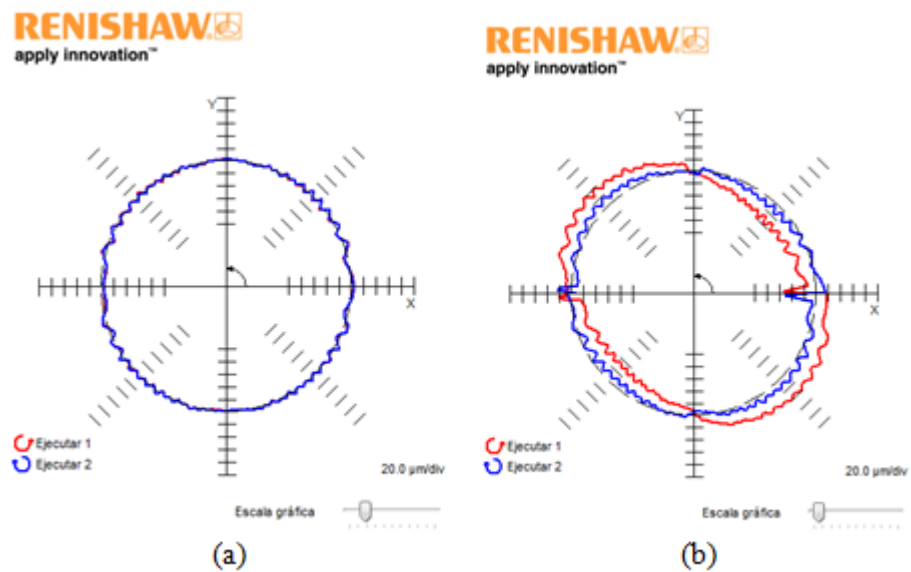 RENISHAW.
apply innovation™
Y
X
Ejecutar 1
Ejecutar 2
20.0 µm/div
Escala gráfica
(a)
RENISHAW
apply innovation™
Y
X
Ejecutar 1
Ejecutar 2
20.0 µm/div
Escala gráfica
(b)